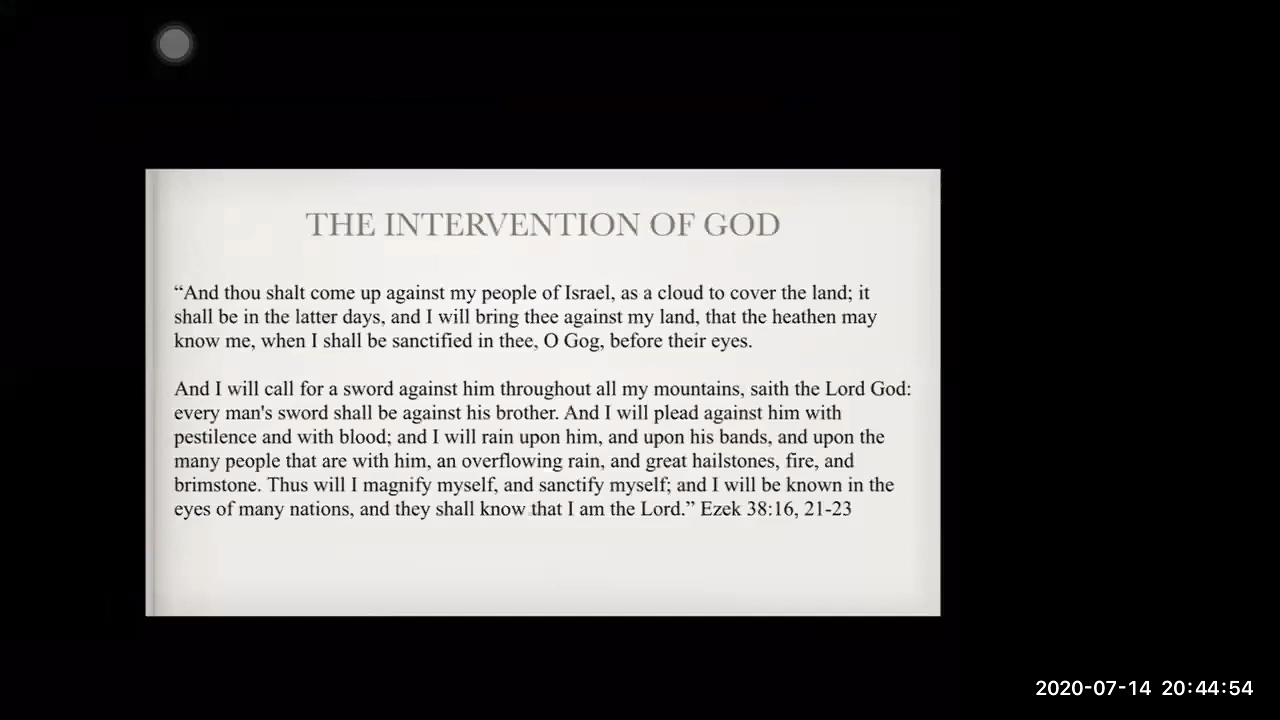 THE INTERVENTION OF GOD
“And thou shalt come up against my people of Israel, as a cloud to cover the land; it
shall be in the latter days, and I will bring thee against my land, that the heathen may
know me, when I shall be sanctified in thee, O Gog, before their eyes.
And I will call for a sword against him throughout all my mountains, saith the Lord God:
every man's sword shall be against his brother. And I will plead against him with
pestilence and with blood; and I will rain upon him, and upon his bands, and upon the
many people that are with him, an overflowing rain, and great hailstones, fire, and
brimstone. Thus will I magnify myself, and sanctify myself; and I will be known in the
eyes of many nations, and they shall know that I am the Lord.” Ezek 38:16, 21-23
2020-07-14 20:44:54